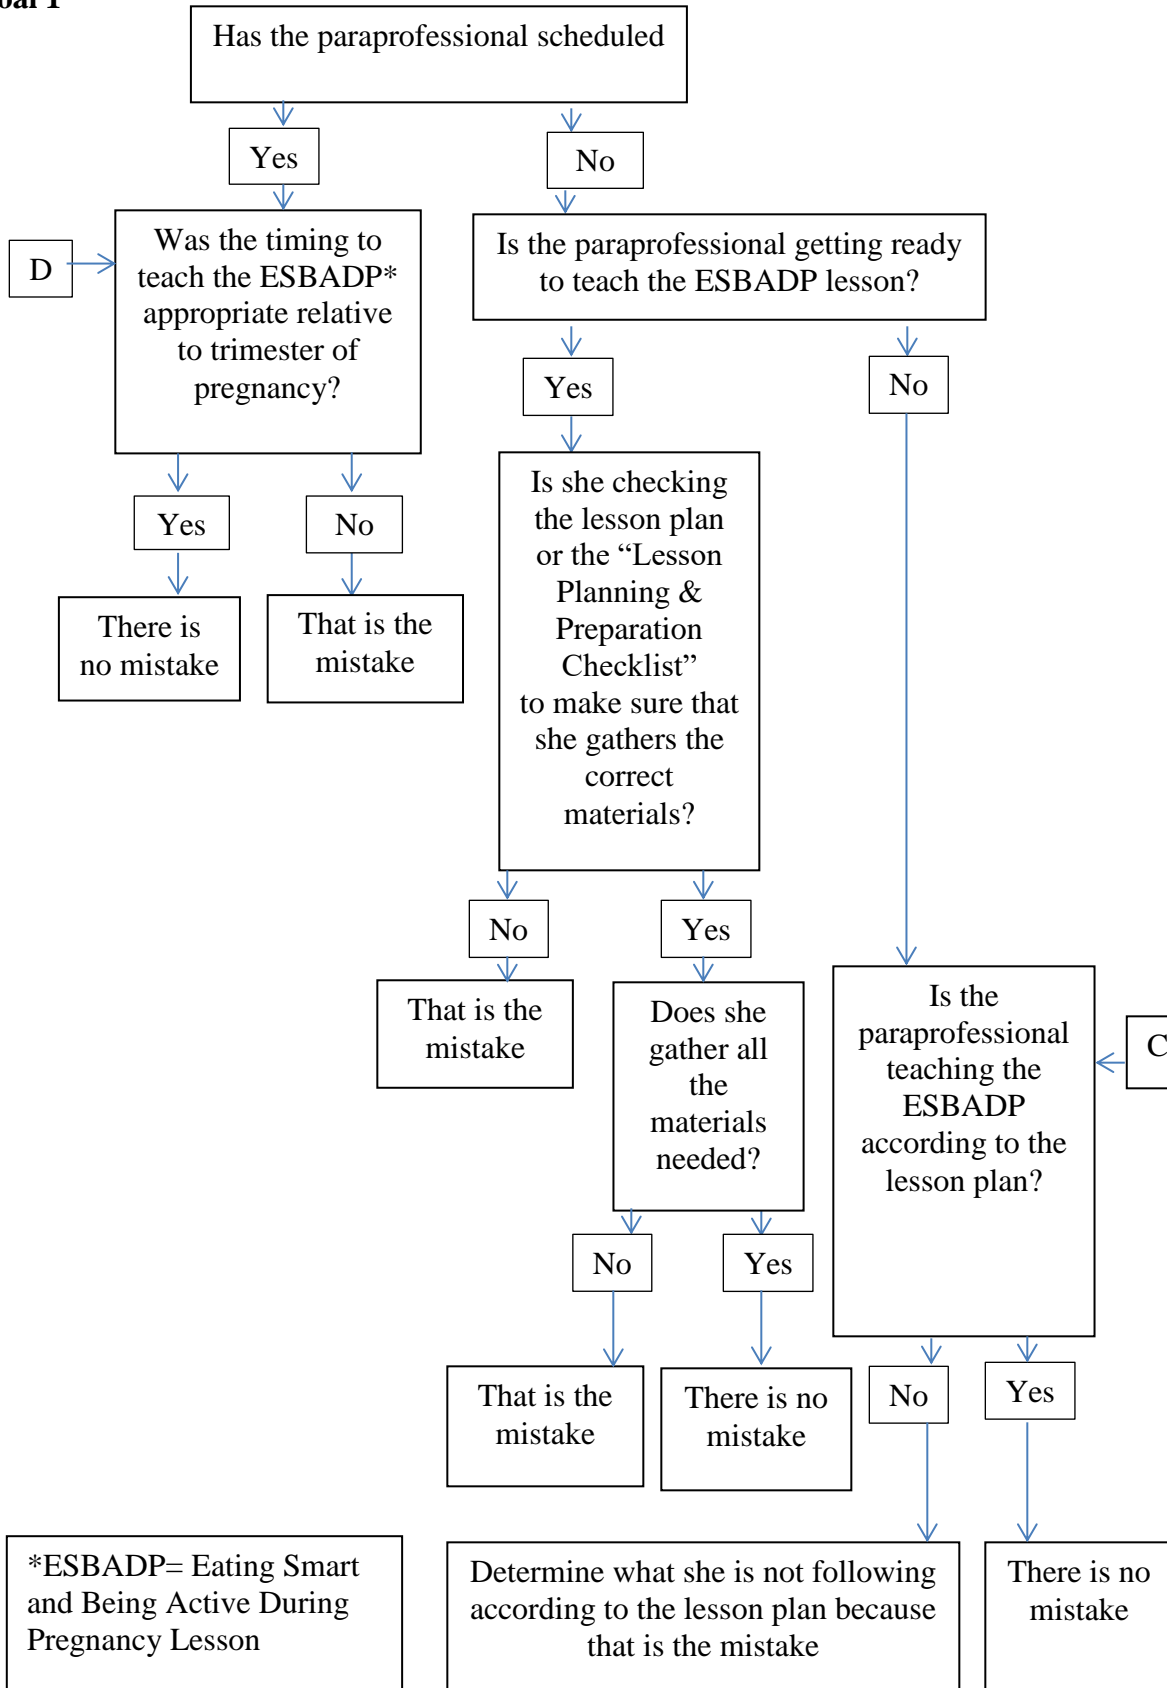 Has the paraprofessional scheduled
Yes
No
D
Was the timing to
teach the ESBADP*
appropriate relative
to trimester of
pregnancy?
Is the paraprofessional getting ready
to teach the ESBADP lesson?
Yes
No
Yes
No
There is
no mistake
That is the
mistake
Is she checking
the lesson plan
or the “Lesson
Planning &
Preparation
Checklist”
to make sure that
she gathers the
correct
materials?
No
Yes
That is the
mistake
Does she
gather all
the
materials
needed?
Is the
paraprofessional
teaching the
ESBADP
according to the
lesson plan?
C
No
Yes
That is the
mistake
There is no
mistake
No
Yes
*ESBADP= Eating Smart
and Being Active During
Pregnancy Lesson
Determine what she is not following
according to the lesson plan because
that is the mistake
There is no
mistake